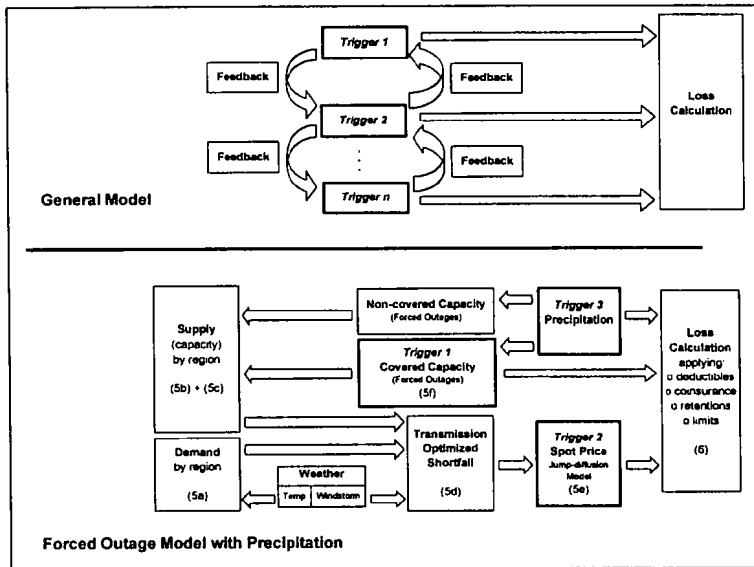 Trigger 1
Feedback
Feedback
Trigger 2
Feedback
Feedback
Trigger n
Loss
Calculation
General Model
Supply
(capacity)
by region
(5b) + (5c)
Non-covered Capacity
(Forced Outages)
Trigger 3
Precipitation
Trigger 1
Covered Capacity
(Forced Outages)
(5f)
Loss
Calculation
applying:
o deductibles
o coinsurance
o retentions
o limits
(6)
Demand
by region
(5a)
Weather
Temp
Windstorm
Transmission
Optimized
Shortfall
(5d)
Trigger 2
Spot Price
Jump-diffusion
Model
(5e)
Forced Outage Model with Precipitation